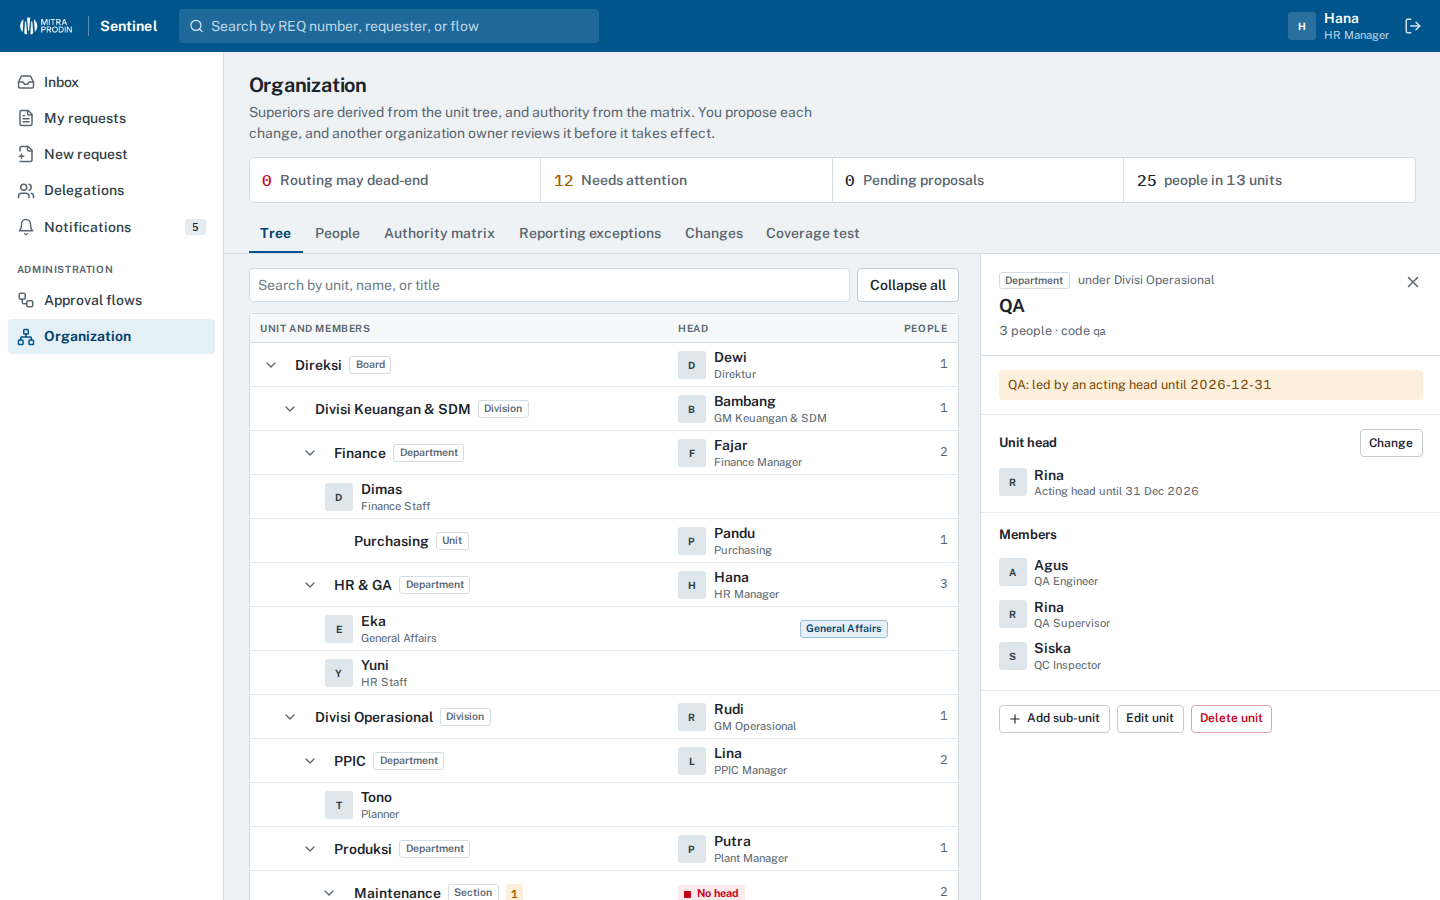 MITRA
PRODIN
Sentinel
Search by REQ number, requester, or flow
H
Hana
HR Manager
Inbox
My requests
New request
Delegations
Notifications
5
ADMINISTRATION
Approval flows
Organization
Organization
Superiors are derived from the unit tree, and authority from the matrix. You propose each
change, and another organization owner reviews it before it takes effect.
0 Routing may dead-end
12 Needs attention
0 Pending proposals
25 people in 13 units
Tree
People
Authority matrix
Reporting exceptions
Changes
Coverage test
Search by unit, name, or title
Collapse all
UNIT AND MEMBERS
HEAD
PEOPLE
Direksi
Board
D
Dewi
Direktur
1
Divisi Keuangan & SDM
Division
B
Bambang
GM Keuangan & SDM
1
Finance
Department
F
Fajar
Finance Manager
2
D
Dimas
Finance Staff
Purchasing
Unit
P
Pandu
Purchasing
1
HR & GA
Department
H
Hana
HR Manager
3
E
Eka
General Affairs
General Affairs
Y
Yuni
HR Staff
Divisi Operasional
Division
R
Rudi
GM Operasional
1
PPIC
Department
L
Lina
PPIC Manager
2
T
Tono
Planner
Produksi
Department
P
Putra
Plant Manager
1
Maintenance
Section
1
No head
2
Department
under Divisi Operasional
QA
3 people · code qa
QA: led by an acting head until 2026-12-31
Unit head
Change
R
Rina
Acting head until 31 Dec 2026
Members
A
Agus
QA Engineer
R
Rina
QA Supervisor
S
Siska
QC Inspector
Add sub-unit
Edit unit
Delete unit